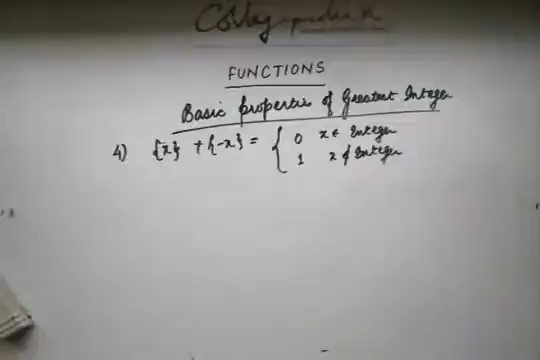 FUNCTIONS
Basic properties of Greatest Integer
4) {x} + {-x} = { 0 x ∈ Integer
1 x ∉ Integer